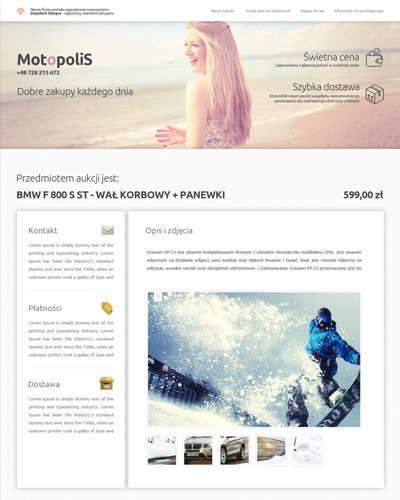 Nasza firma została nagrodzona oznaczeniem
Standard Allegro - najwyższy standard zakupów
Nasze aukcje
Dodaj mnie do ulubionych
Napisz do nas
Informacje od sprzedającego
MotopoliS
+48 728 215 672
Dobre zakupy każdego dnia
Świetna cena
Zapewniamy najlepszą jakość w niskiej cenie
Szybka dostawa
Wszystkie nasze paczki wysyłamy niezwłocznie po
zamówieniu aby następnego dnia były u klienta
Przedmiotem aukcji jest:
BMW F 800 S ST - WAŁ KORBOWY + PANEWKI
599,00 zł
Kontakt
Lorem Ipsum is simply dummy text of the
printing and typesetting industry. Lorem
Ipsum has been the industry's standard
dummy text ever since the 1500s, when an
unknown printer took a galley of type and
Płatności
Lorem Ipsum is simply dummy text of the
printing and typesetting industry. Lorem
Ipsum has been the industry's standard
dummy text ever since the 1500s, when an
unknown printer took a galley of type and
Dostawa
Lorem Ipsum is simply dummy text of the
printing and typesetting industry. Lorem
Ipsum has been the industry's standard
dummy text ever since the 1500s, when an
unknown printer took a galley of type and
Opis i zdjęcia
Greasen EP-23 jest smarem kompleksowym litowym z udziałem dwusiarczku molibdenu (3%). Jest smarem
odpornym na działanie wilgoci, pary wodnej oraz słabych kwasów i zasad. Smar jest również odporny na
wibracje, wysokie naciski oraz obciążenia uderzeniowe. / Zastosowania: Greasen EP-23 przeznaczony jest do